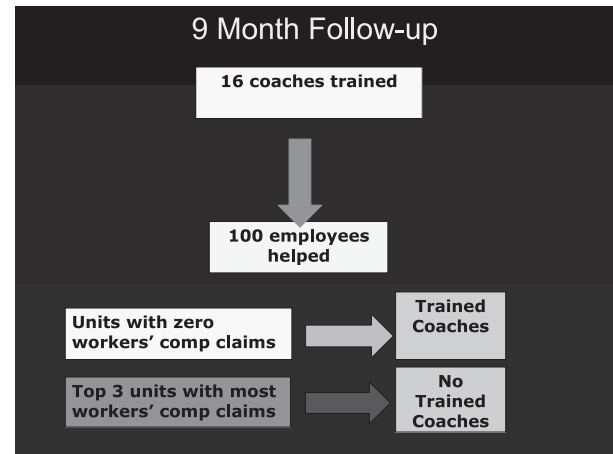 9 Month Follow-up
16 coaches trained
100 employees
helped
Units with zero
workers' comp claims
Trained
Coaches
Top 3 units with most
workers' comp claims
No
Trained
Coaches